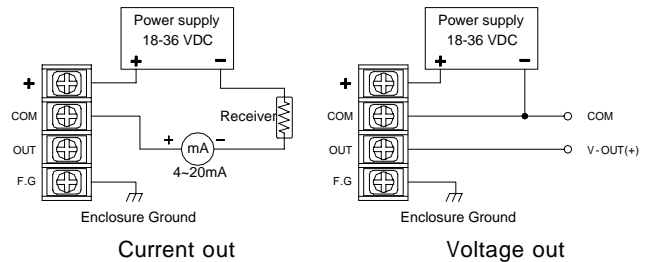 Power supply
18-36 VDC
+ −
+
COM
OUT
F.G
Receiver
+ −
mA
4~20mA
Enclosure Ground
Current out
Power supply
18-36 VDC
+ −
+
COM
OUT
F.G
COM
V-OUT(+)
Enclosure Ground
Voltage out